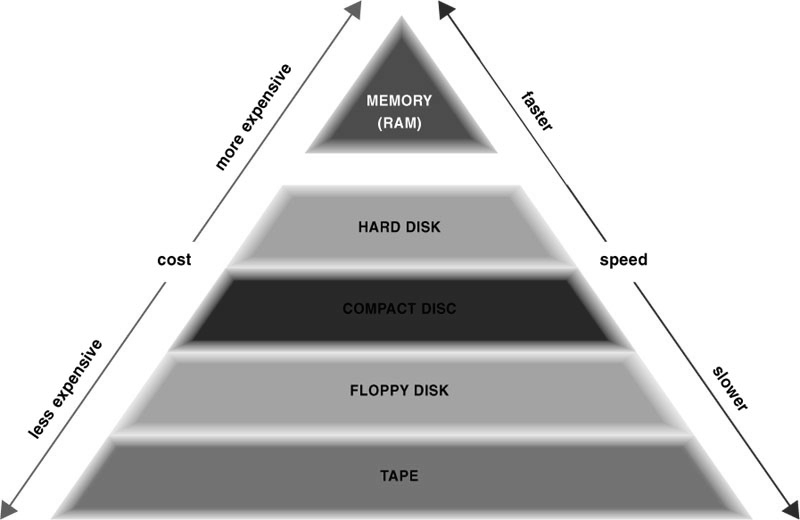 MEMORY
(RAM)
more expensive
faster
HARD DISK
cost
speed
COMPACT DISC
less expensive
slower
FLOPPY DISK
TAPE